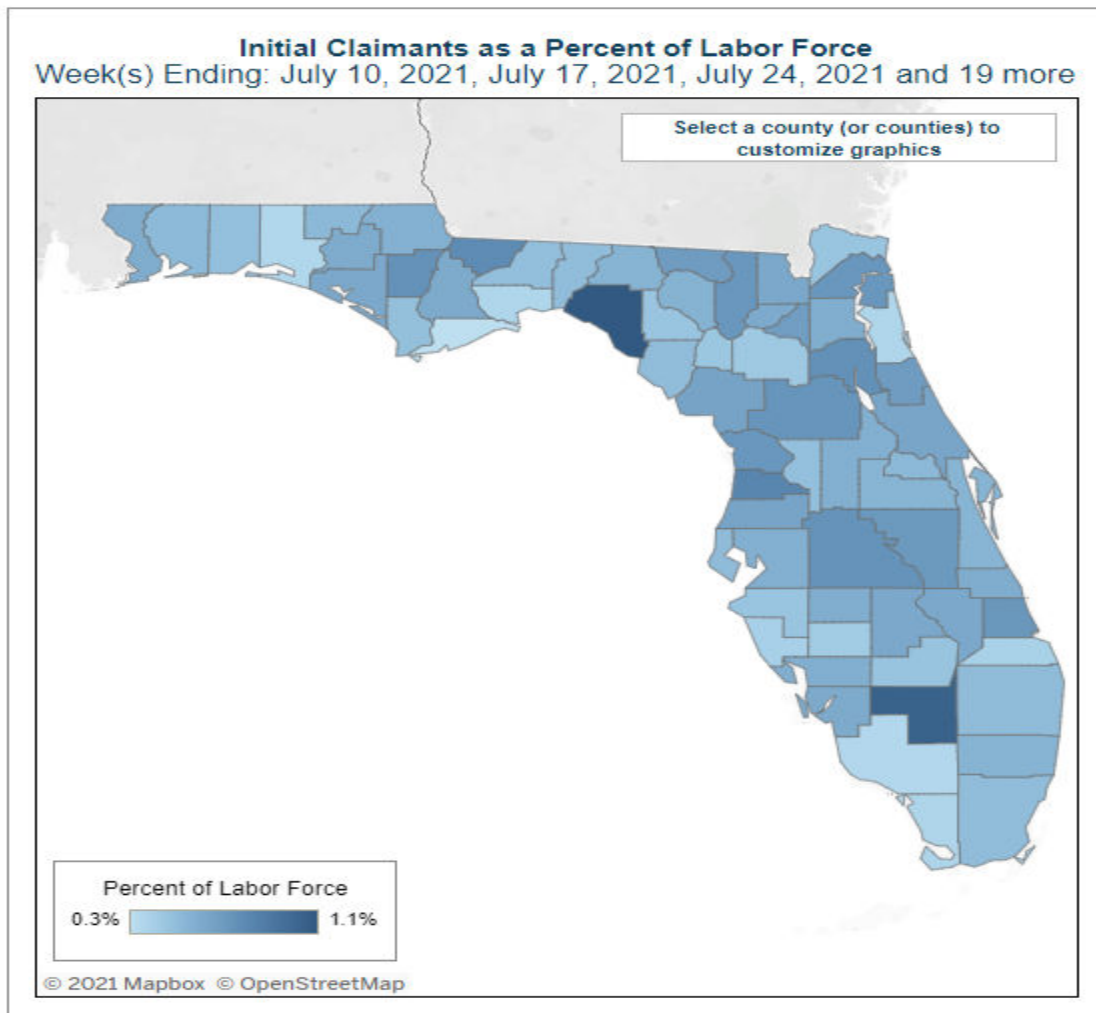 Initial Claimants as a Percent of Labor Force
Week(s) Ending: July 10, 2021, July 17, 2021, July 24, 2021 and 19 more
Select a county (or counties) to
customize graphics
Percent of Labor Force
0.3%
1.1%
© 2021 Mapbox © OpenStreetMap